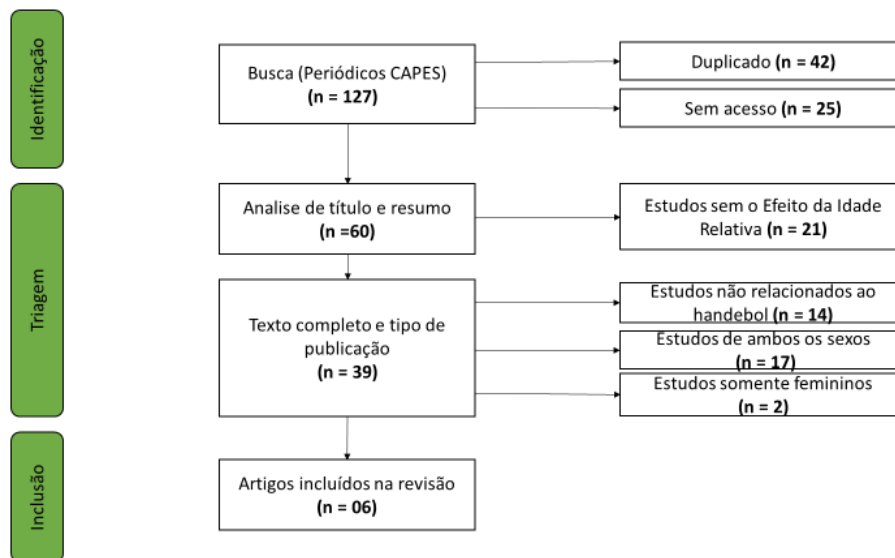 Identificação
Busca (Periódicos CAPES)
(n = 127)
Duplicado (n = 42)
Sem acesso (n = 25)
Triagem
Analise de título e resumo
(n =60)
Estudos sem o Efeito da Idade
Relativa (n = 21)
Texto completo e tipo de
publicação
(n = 39)
Estudos não relacionados ao
handebol (n = 14)
Estudos de ambos os sexos
(n = 17)
Estudos somente femininos
(n = 2)
Inclusão
Artigos incluídos na revisão
(n = 06)